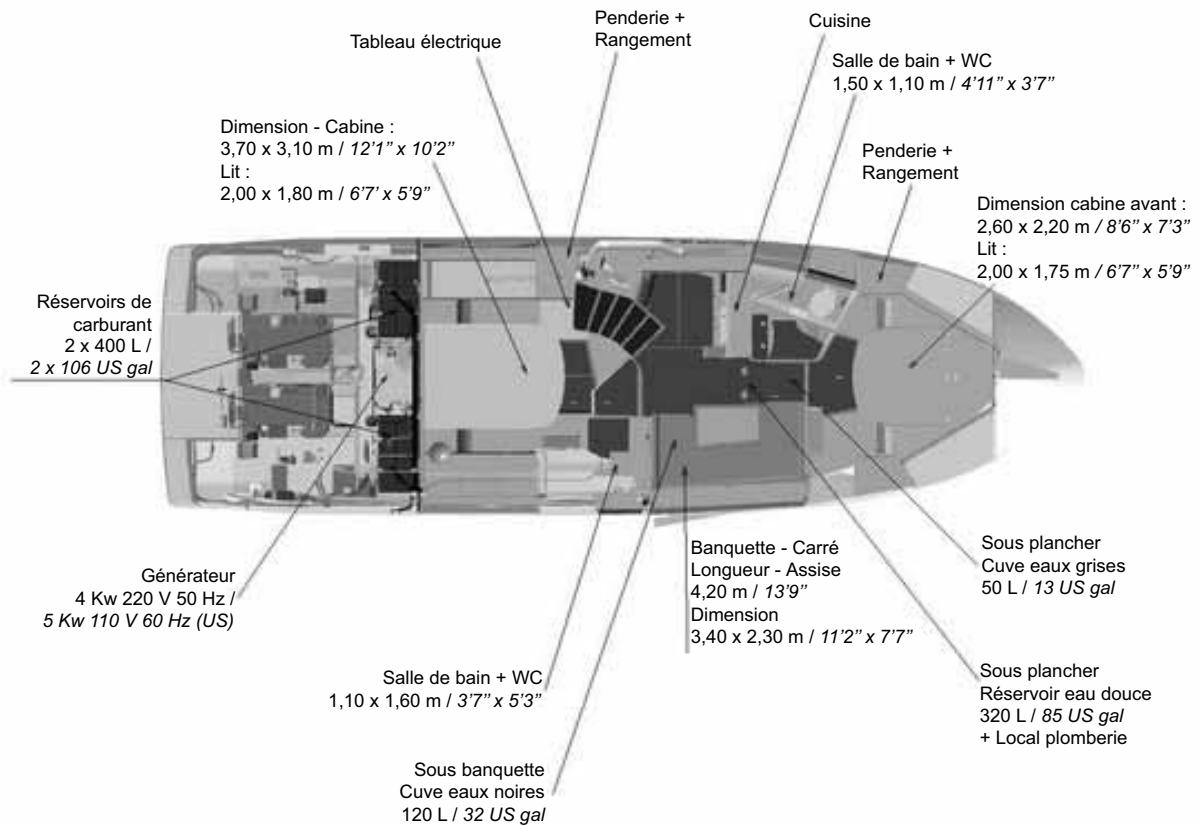 Penderie +
Rangement
Cuisine
Tableau électrique
Salle de bain + WC
1,50 x 1,10 m / 4'11’’ x 3'7’’
Dimension - Cabine :
3,70 x 3,10 m / 12'1’’ x 10'2’’
Lit :
2,00 x 1,80 m / 6'7' x 5'9’’
Penderie +
Rangement
Dimension cabine avant :
2,60 x 2,20 m / 8'6’’ x 7'3’’
Lit :
2,00 x 1,75 m / 6'7’’ x 5'9’’
Réservoirs de
carburant
2 x 400 L /
2 x 106 US gal
Générateur
4 Kw 220 V 50 Hz /
5 Kw 110 V 60 Hz (US)
Banquette - Carré
Longueur - Assise
4,20 m / 13'9’’
Dimension
3,40 x 2,30 m / 11'2’’ x 7'7’’
Sous plancher
Cuve eaux grises
50 L / 13 US gal
Salle de bain + WC
1,10 x 1,60 m / 3'7’’ x 5'3’’
Sous plancher
Réservoir eau douce
320 L / 85 US gal
+ Local plomberie
Sous banquette
Cuve eaux noires
120 L / 32 US gal